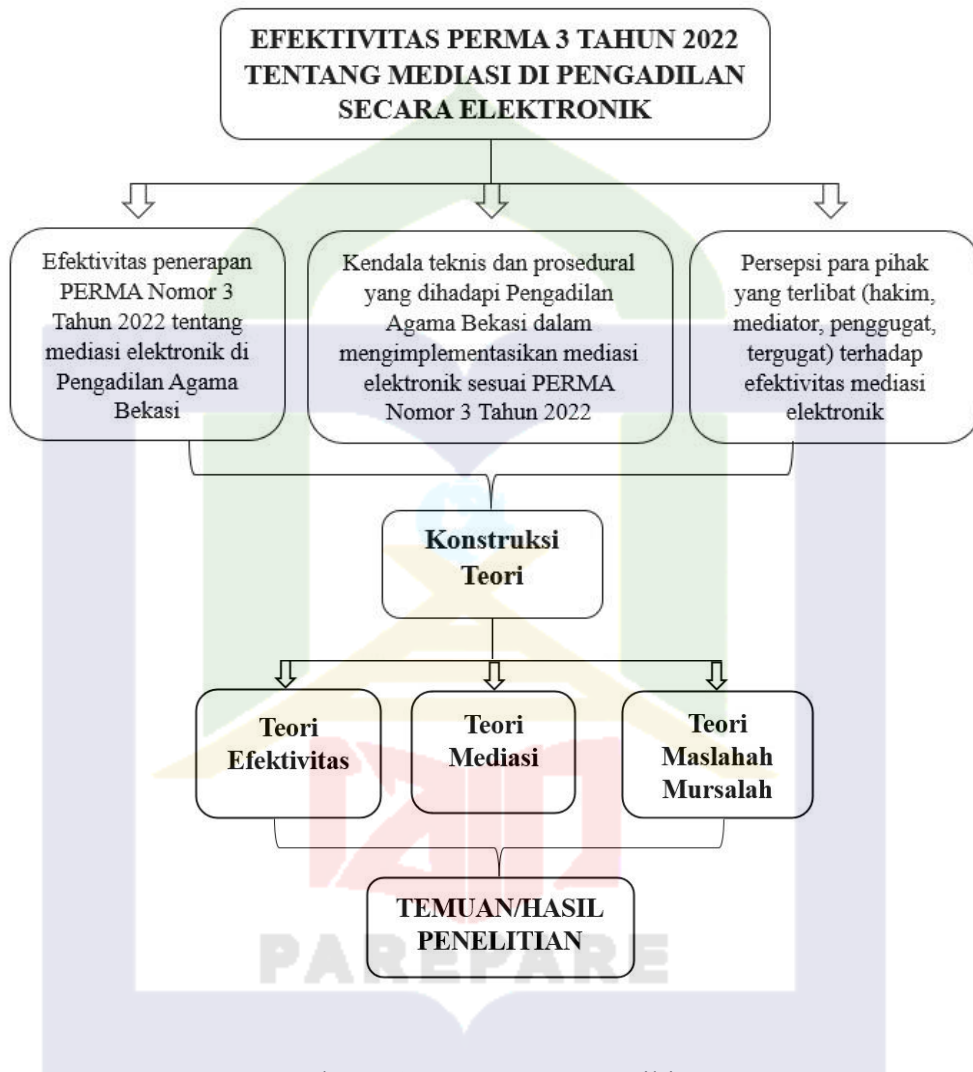 EFEKTIVITAS PERMA 3 TAHUN 2022
TENTANG MEDIASI DI PENGADILAN
SECARA ELEKTRONIK
Efektivitas penerapan
PERMA Nomor 3
Tahun 2022 tentang
mediasi elektronik di
Pengadilan Agama
Bekasi
Kendala teknis dan prosedural
yang dihadapi Pengadilan
Agama Bekasi dalam
mengimplementasikan mediasi
elektronik sesuai PERMA
Nomor 3 Tahun 2022
Persepsi para pihak
yang terlibat (hakim,
mediator, penggugat,
tergugat) terhadap
efektivitas mediasi
elektronik
Konstruksi
Teori
Teori
Efektivitas
Teori
Mediasi
Teori
Maslahah
Mursalah
TEMUAN/HASIL
PENELITIAN
PAREPARE